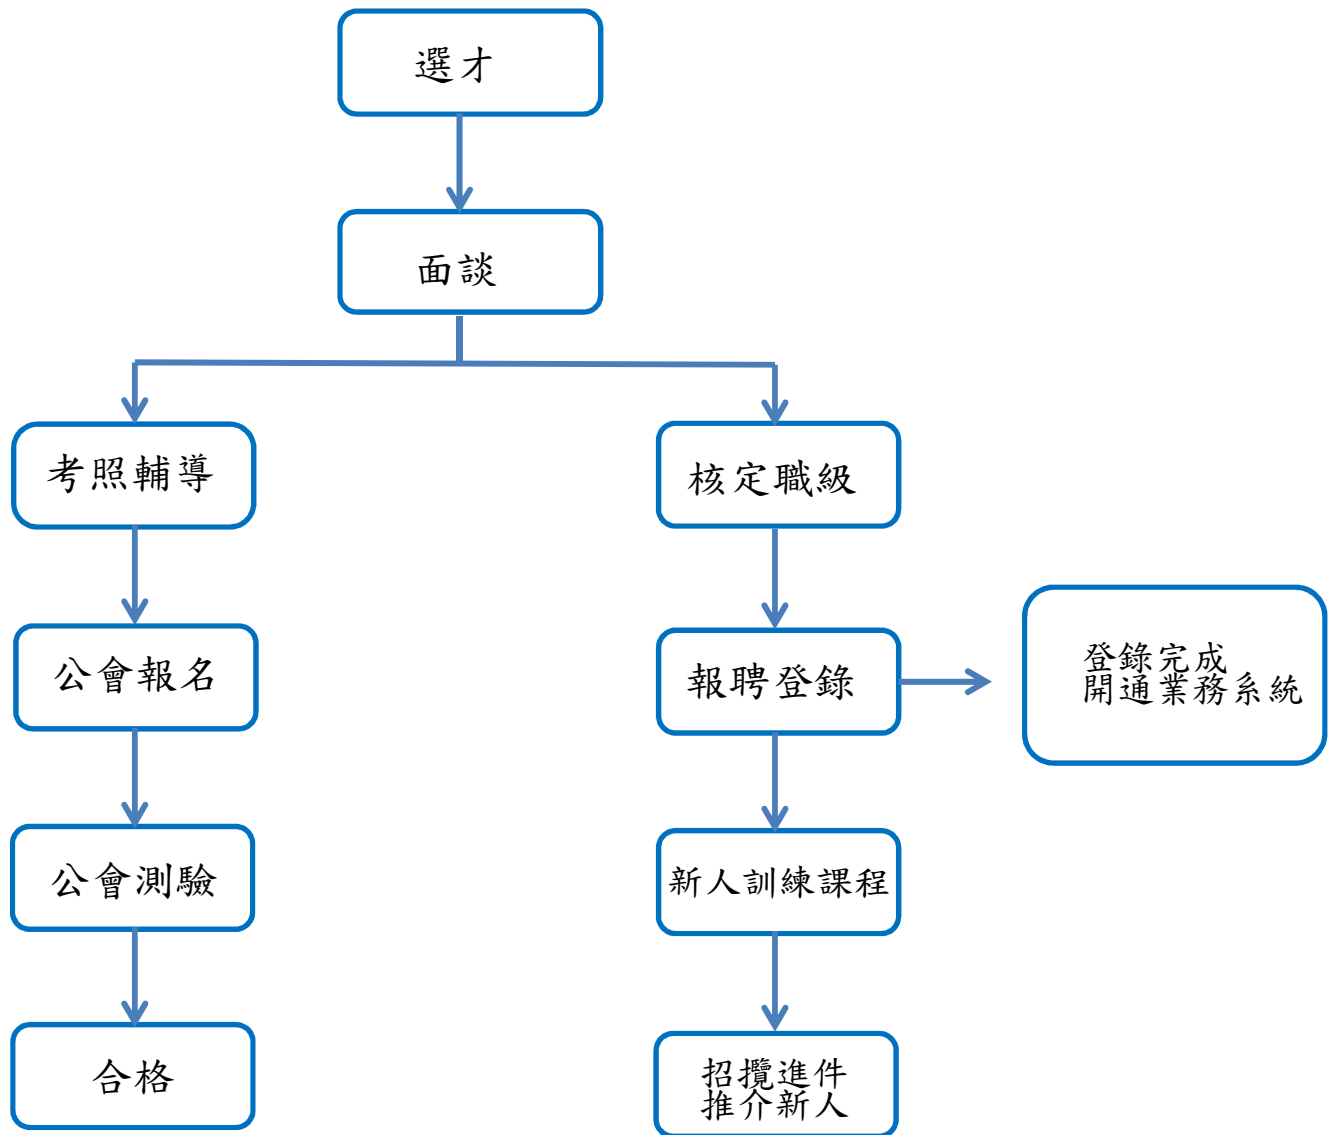 選才
面談
考照輔導
核定職級
公會報名
報聘登錄
登錄完成
開通業務系統
公會測驗
新人訓練課程
合格
招攬進件
推介新人